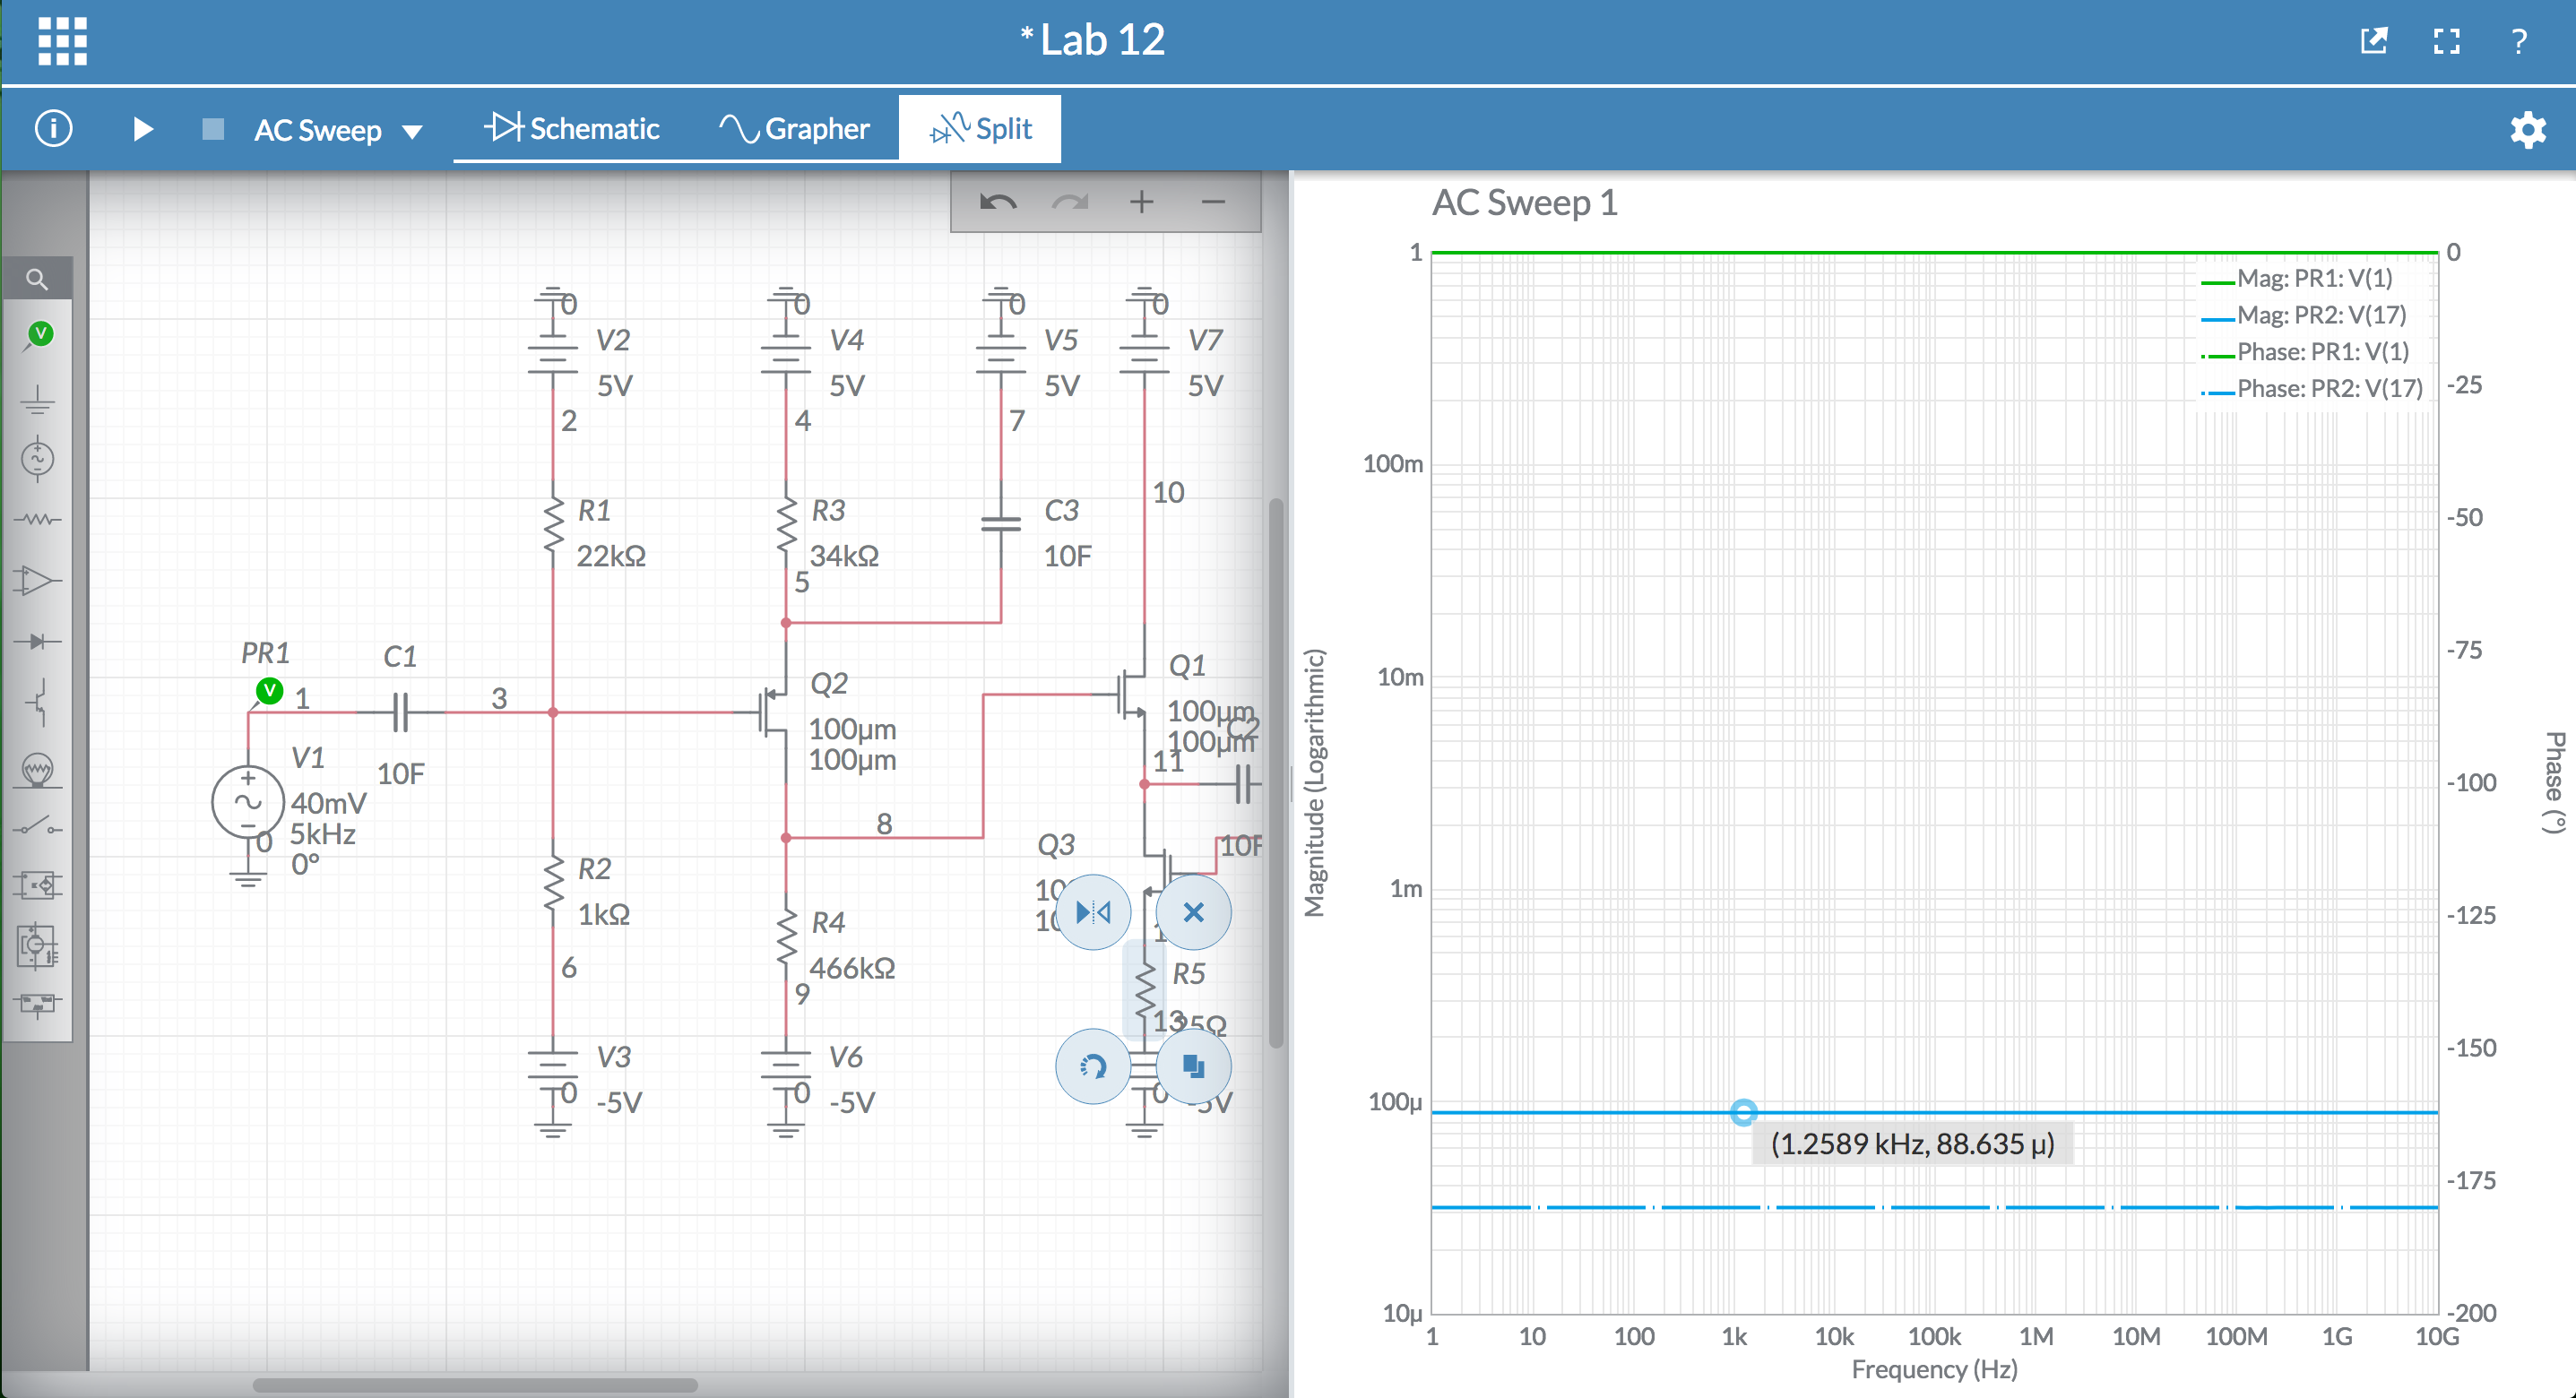 *Lab 12
?
i
AC Sweep
Schematic
Grapher
Split
AC Sweep 1
0
V2
5V
2
0
V4
5V
4
0
V5
5V
7
0
V7
5V
10
R1
22kΩ
R3
34kΩ
5
C3
10F
PR1
V
1
C1
10F
3
V1
40mV
5kHz
0°
0
Q2
100µm
100µm
8
Q1
100µm
100µm
C2
11
10F
Q3
R2
1kΩ
6
R4
466kΩ
9
R5
13
V3
-5V
0
V6
-5V
0
0
V
Magnitude (Logarithmic)
1
100m
10m
1m
100µ
10µ
Mag: PR1: V(1)
Mag: PR2: V(17)
Phase: PR1: V(1)
Phase: PR2: V(17)
(1.2589 kHz, 88.635 µ)
0
-25
-50
-75
-100
-125
-150
-175
-200
Phase (°)
1
10
100
1k
10k
100k
1M
10M
100M
1G
10G
Frequency (Hz)